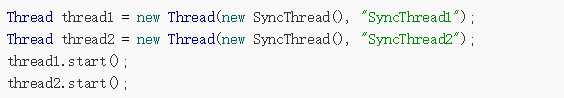 Thread thread1 = new Thread(new SyncThread(), "SyncThread1");
Thread thread2 = new Thread(new SyncThread(), "SyncThread2");
thread1.start();
thread2.start();